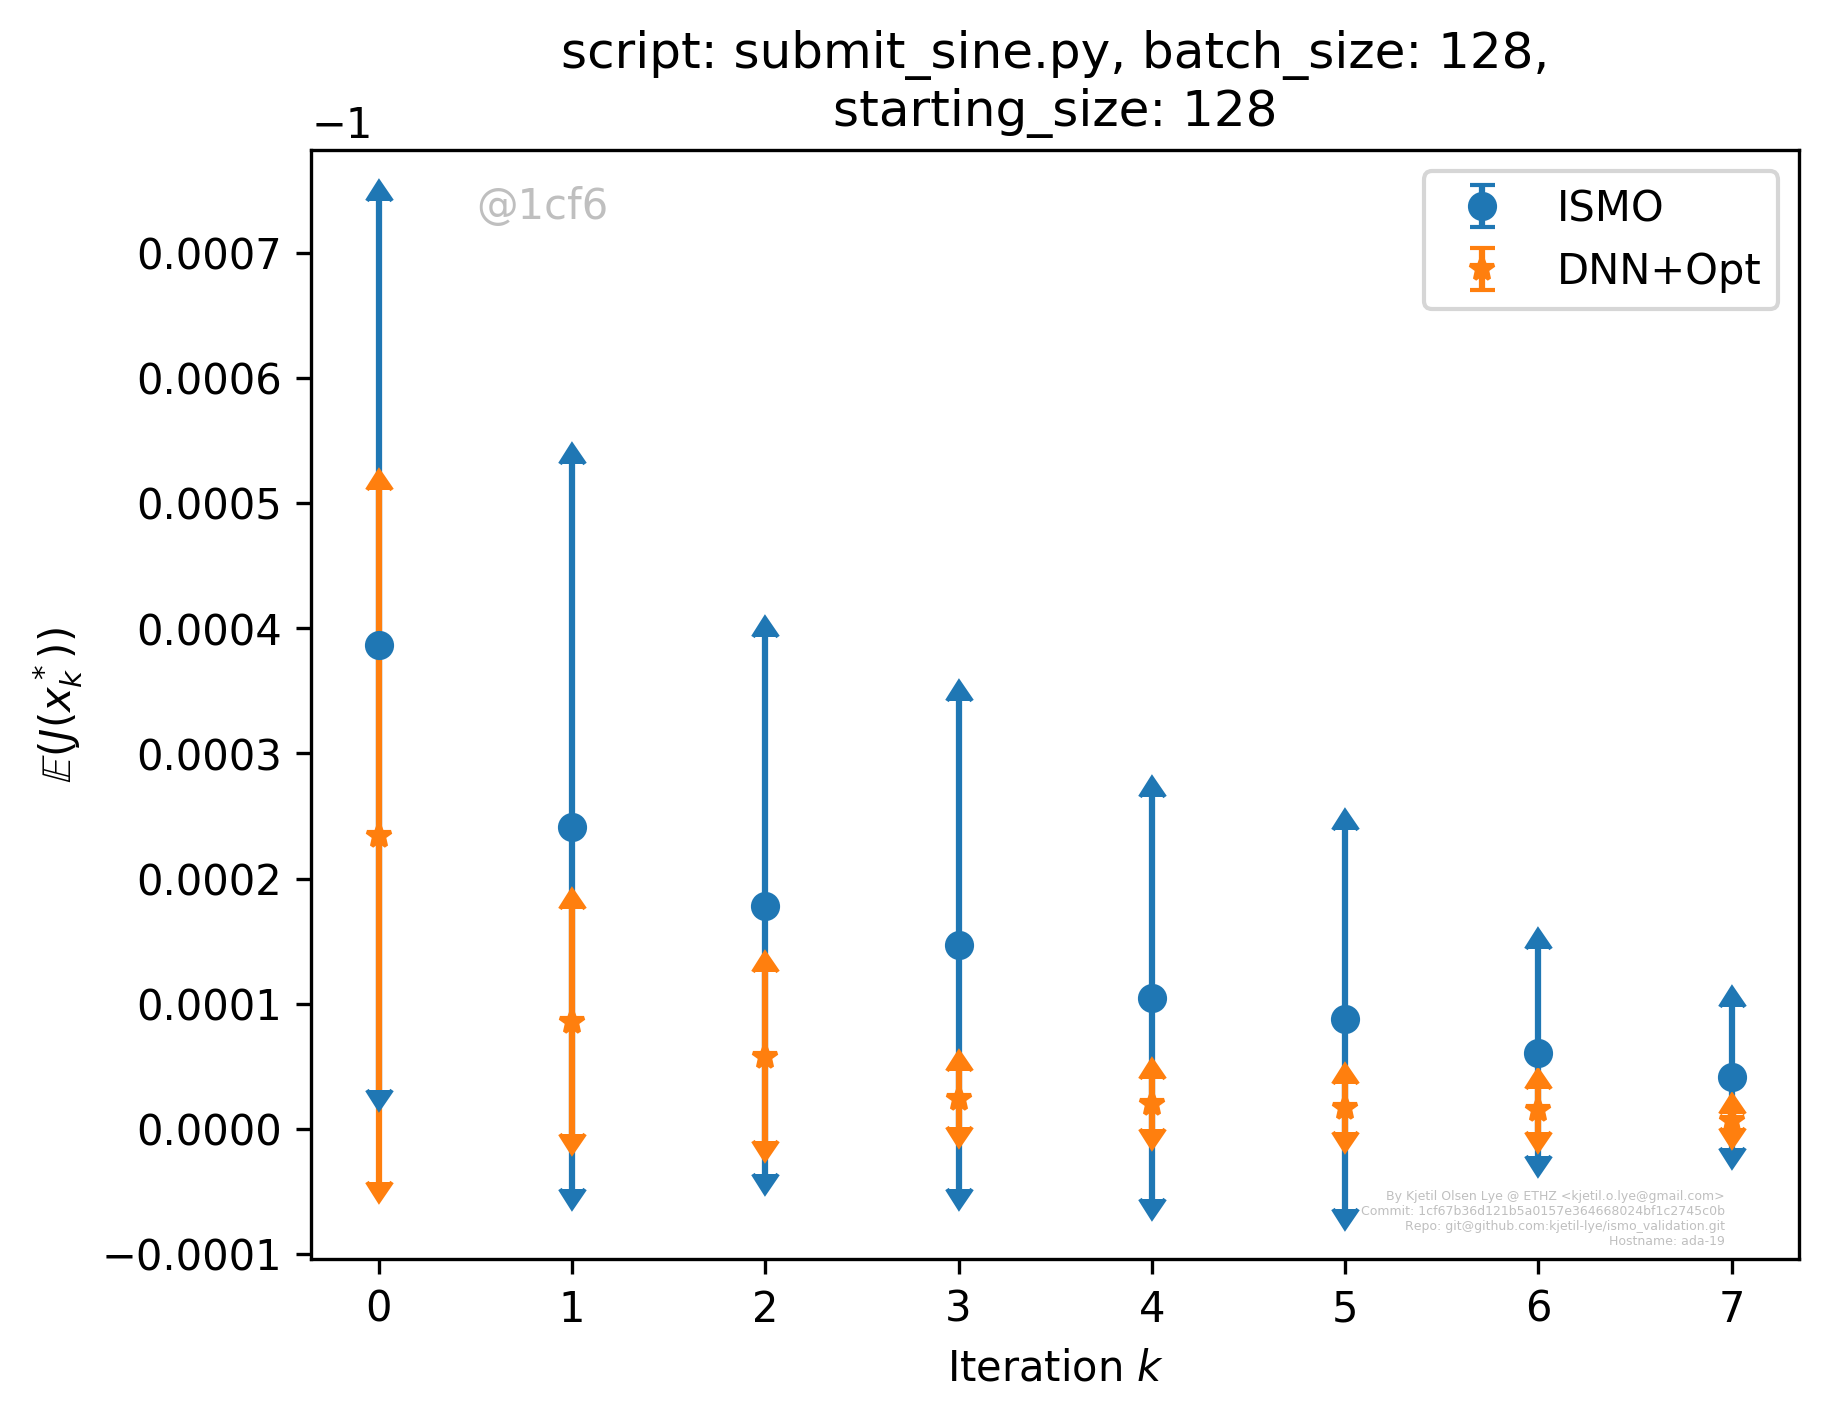 script: submit_sine.py, batch_size: 128,
starting_size: 128
−1
@1cf6
ISMO
DNN+Opt
0.0007
0.0006
0.0005
0.0004
0.0003
0.0002
0.0001
0.0000
−0.0001
𝔼(J(x*k))
By Kjetil Olsen Lye @ ETHZ <kjetil.o.lye@gmail.com>
Commit: 1cf67b36d121b5a0157e364668024bf1c2745c0b
Repo: git@github.com:kjetil-lye/ismo_validation.git
Hostname: ada-19
0 1 2 3 4 5 6 7
Iteration k